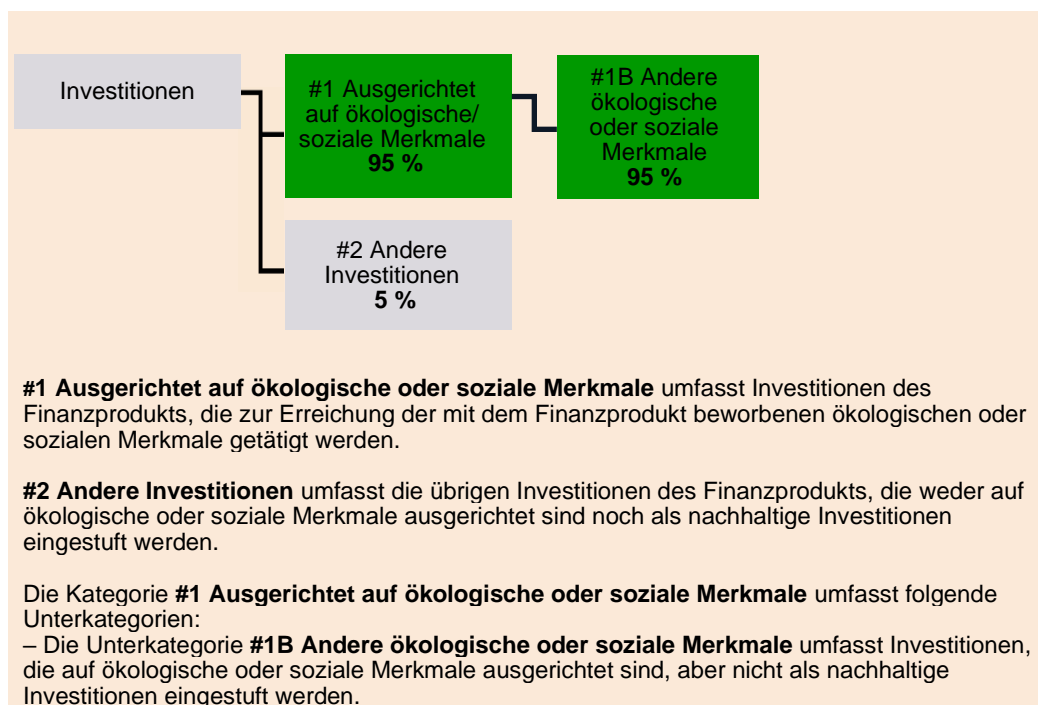 Investitionen
#1 Ausgerichtet
auf ökologische/
soziale Merkmale
95 %
#1B Andere
ökologische
oder soziale
Merkmale
95 %
#2 Andere
Investitionen
5 %
#1 Ausgerichtet auf ökologische oder soziale Merkmale umfasst Investitionen des
Finanzprodukts, die zur Erreichung der mit dem Finanzprodukt beworbenen ökologischen oder
sozialen Merkmale getätigt werden.
#2 Andere Investitionen umfasst die übrigen Investitionen des Finanzprodukts, die weder auf
ökologische oder soziale Merkmale ausgerichtet sind noch als nachhaltige Investitionen
eingestuft werden.
Die Kategorie #1 Ausgerichtet auf ökologische oder soziale Merkmale umfasst folgende
Unterkategorien:
– Die Unterkategorie #1B Andere ökologische oder soziale Merkmale umfasst Investitionen,
die auf ökologische oder soziale Merkmale ausgerichtet sind, aber nicht als nachhaltige
Investitionen eingestuft werden.